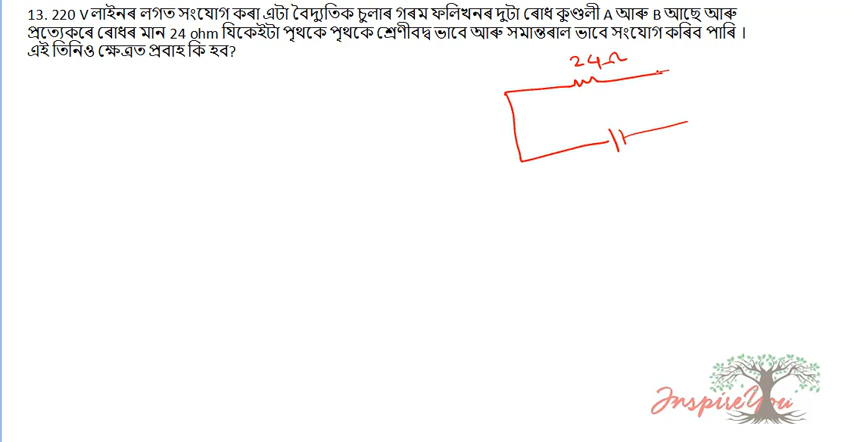 13. 220 V লাইনৰ লগত সংযোগ কৰা এটা বৈদ্যুতিক চুলাৰ গৰম ফলিখনৰ দুটা ৰোধ কুণ্ডলী A আৰু B আছে আৰু
প্ৰত্যেকৰে ৰোধৰ মান 24 ohm যিকেইটা পৃথকে পৃথকে শ্ৰেণীবদ্ব ভাবে আৰু সমান্তৰাল ভাবে সংযোগ কৰিব পাৰি ।
এই তিনিও ক্ষেত্ৰত প্ৰবাহ কি হব?
24Ω
InspireYou